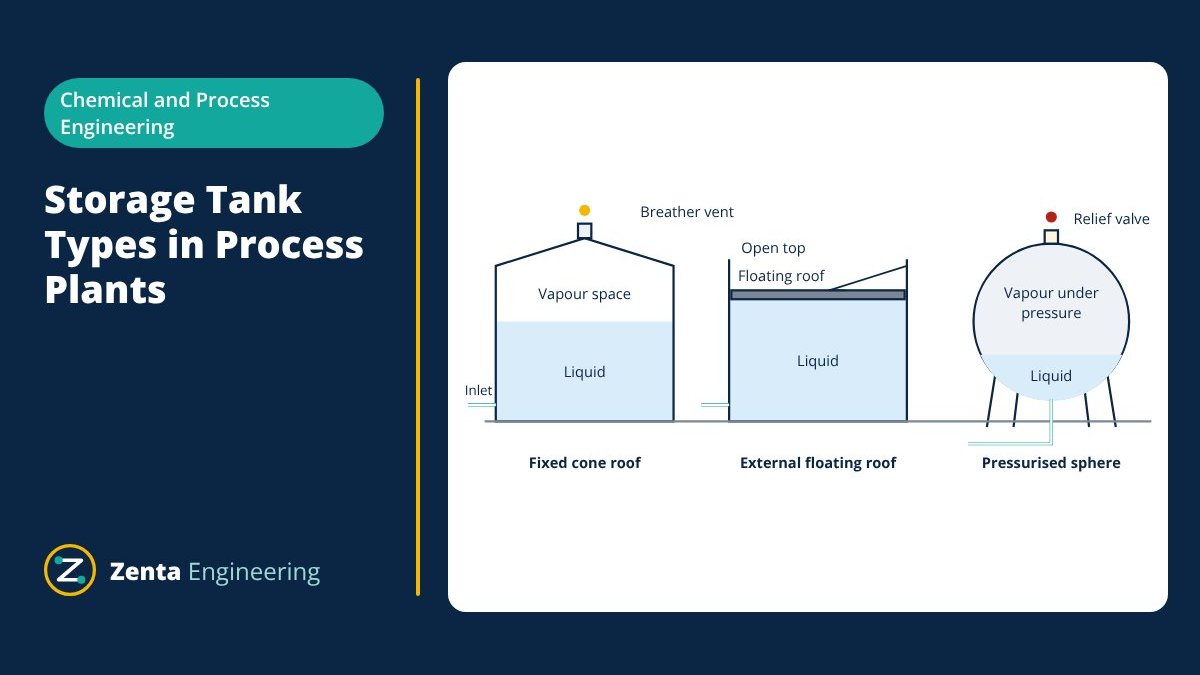 Chemical and Process
Engineering
Storage Tank
Types in Process
Plants
Zenta Engineering
Breather vent
Vapour space
Liquid
Inlet
Fixed cone roof
Open top
Floating roof
Liquid
External floating roof
Relief valve
Vapour under
pressure
Liquid
Pressurised sphere